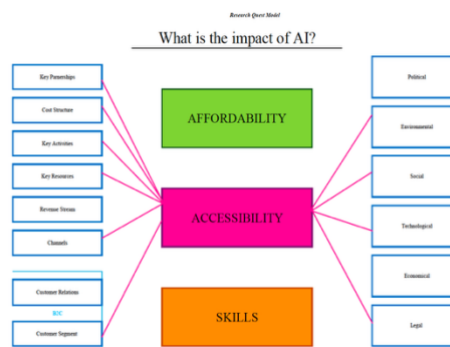 Research Quest Model
What is the impact of AI?
Key Partnerships
Cost Structure
Key Activities
Key Resources
Revenue Stream
Channels
Customer Relations
B2C
Customer Segment
AFFORDABILITY
ACCESSIBILITY
SKILLS
Political
Environmental
Social
Technological
Economical
Legal